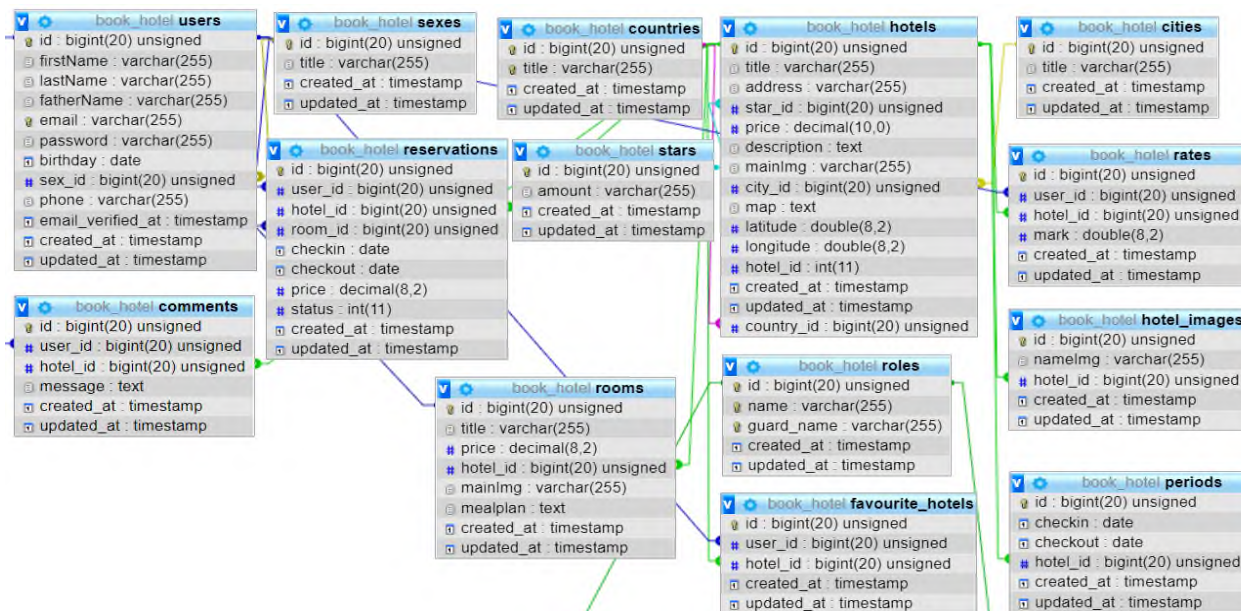 book_hotel users
id : bigint(20) unsigned
firstName : varchar(255)
lastName : varchar(255)
fatherName : varchar(255)
email : varchar(255)
password : varchar(255)
birthday : date
sex_id : bigint(20) unsigned
phone : varchar(255)
email_verified_at : timestamp
created_at : timestamp
updated_at : timestamp
book_hotel sexes
id : bigint(20) unsigned
title : varchar(255)
created_at : timestamp
updated_at : timestamp
book_hotel countries
id : bigint(20) unsigned
title : varchar(255)
created_at : timestamp
updated_at : timestamp
book_hotel hotels
id : bigint(20) unsigned
title : varchar(255)
address : varchar(255)
star_id : bigint(20) unsigned
price : decimal(10,0)
description : text
mainImg : varchar(255)
city_id : bigint(20) unsigned
map : text
latitude : double(8,2)
longitude : double(8,2)
hotel_id : int(11)
created_at : timestamp
updated_at : timestamp
country_id : bigint(20) unsigned
book_hotel cities
id : bigint(20) unsigned
title : varchar(255)
created_at : timestamp
updated_at : timestamp
book_hotel reservations
id : bigint(20) unsigned
user_id : bigint(20) unsigned
hotel_id : bigint(20) unsigned
room_id : bigint(20) unsigned
checkin : date
checkout : date
price : decimal(8,2)
status : int(11)
created_at : timestamp
updated_at : timestamp
book_hotel stars
id : bigint(20) unsigned
amount : varchar(255)
created_at : timestamp
updated_at : timestamp
book_hotel rates
id : bigint(20) unsigned
user_id : bigint(20) unsigned
hotel_id : bigint(20) unsigned
mark : double(8,2)
created_at : timestamp
updated_at : timestamp
book_hotel comments
id : bigint(20) unsigned
user_id : bigint(20) unsigned
hotel_id : bigint(20) unsigned
message : text
created_at : timestamp
updated_at : timestamp
book_hotel rooms
id : bigint(20) unsigned
title : varchar(255)
price : decimal(8,2)
hotel_id : bigint(20) unsigned
mainImg : varchar(255)
mealplan : text
created_at : timestamp
updated_at : timestamp
book_hotel roles
id : bigint(20) unsigned
name : varchar(255)
guard_name : varchar(255)
created_at : timestamp
updated_at : timestamp
book_hotel hotel_images
id : bigint(20) unsigned
nameImg : varchar(255)
hotel_id : bigint(20) unsigned
created_at : timestamp
updated_at : timestamp
book_hotel favourite_hotels
id : bigint(20) unsigned
user_id : bigint(20) unsigned
hotel_id : bigint(20) unsigned
created_at : timestamp
updated_at : timestamp
book_hotel periods
id : bigint(20) unsigned
checkin : date
checkout : date
hotel_id : bigint(20) unsigned
created_at : timestamp
updated_at : timestamp